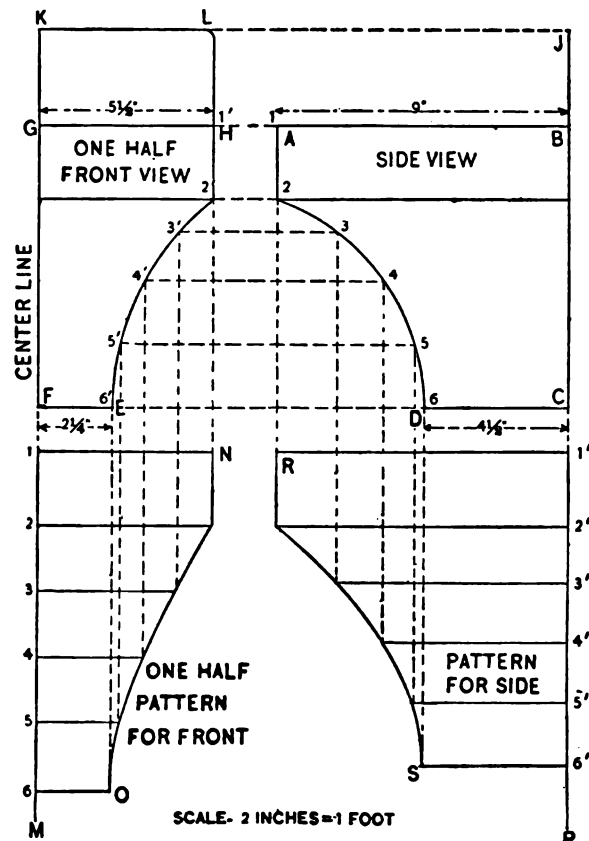 K L J
5½" 9"
G 1' H 1 A B
ONE HALF
FRONT VIEW
SIDE VIEW
2 2
3' 3
4' 4
5' 5
CENTER LINE
F 6' E D 6 C
2¼" 4½"
1 N R 1"
2 2"
3 3"
4 4"
ONE HALF
PATTERN
FOR FRONT
PATTERN
FOR SIDE
5 5"
6 O S 6"
M P
SCALE- 2 INCHES=1 FOOT